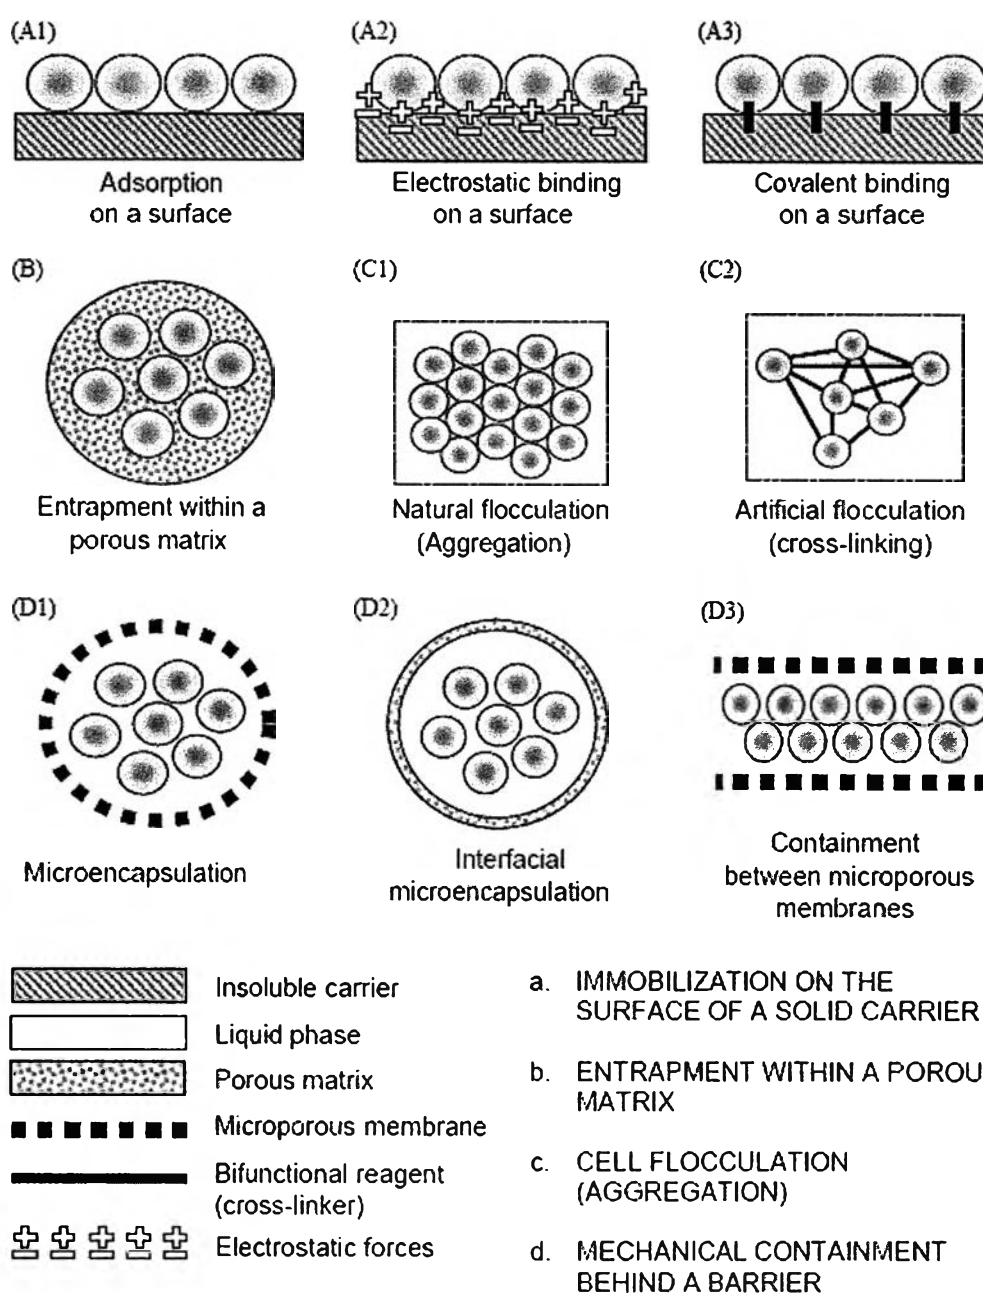 (A1)
(A2)
(A3)
Adsorption
on a surface
Electrostatic binding
on a surface
Covalent binding
on a surface
(B)
(C1)
(C2)
Entrapment within a
porous matrix
Natural flocculation
(Aggregation)
Artificial flocculation
(cross-linking)
(D1)
(D2)
(D3)
Microencapsulation
Interfacial
microencapsulation
Containment
between microporous
membranes
Insoluble carrier
Liquid phase
Porous matrix
Microporous membrane
Bifunctional reagent
(cross-linker)
Electrostatic forces
a. IMMOBILIZATION ON THE
SURFACE OF A SOLID CARRIER
b. ENTRAPMENT WITHIN A POROU
MATRIX
c. CELL FLOCCULATION
(AGGREGATION)
d. MECHANICAL CONTAINMENT
BEHIND A BARRIER